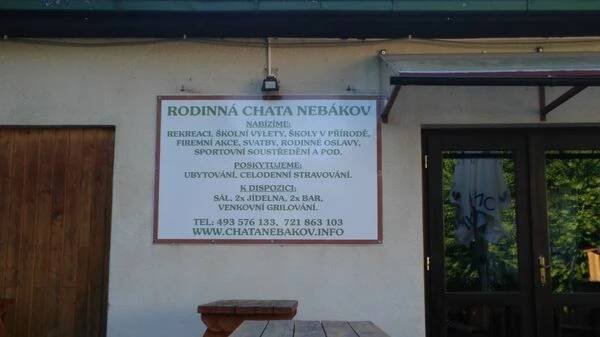 RODINNÁ CHATA NEBÁKOV
NABÍZÍME:
REKREACI, ŠKOLNÍ VÝLETY, ŠKOLY V PŘÍRODĚ,
FIREMNÍ AKCE, SVATBY, RODINNÉ OSLAVY,
SPORTOVNÍ SOUSTŘEDĚNÍ A POD.
POSKYTUJEME:
UBYTOVÁNÍ, CELODENNÍ STRAVOVÁNÍ.
K DISPOZICI:
SÁL, 2x JÍDELNA, 2x BAR,
VENKOVNÍ GRILOVÁNÍ.
TEL: 493 576 133, 721 863 103
WWW.CHATANEBAKOV.INFO